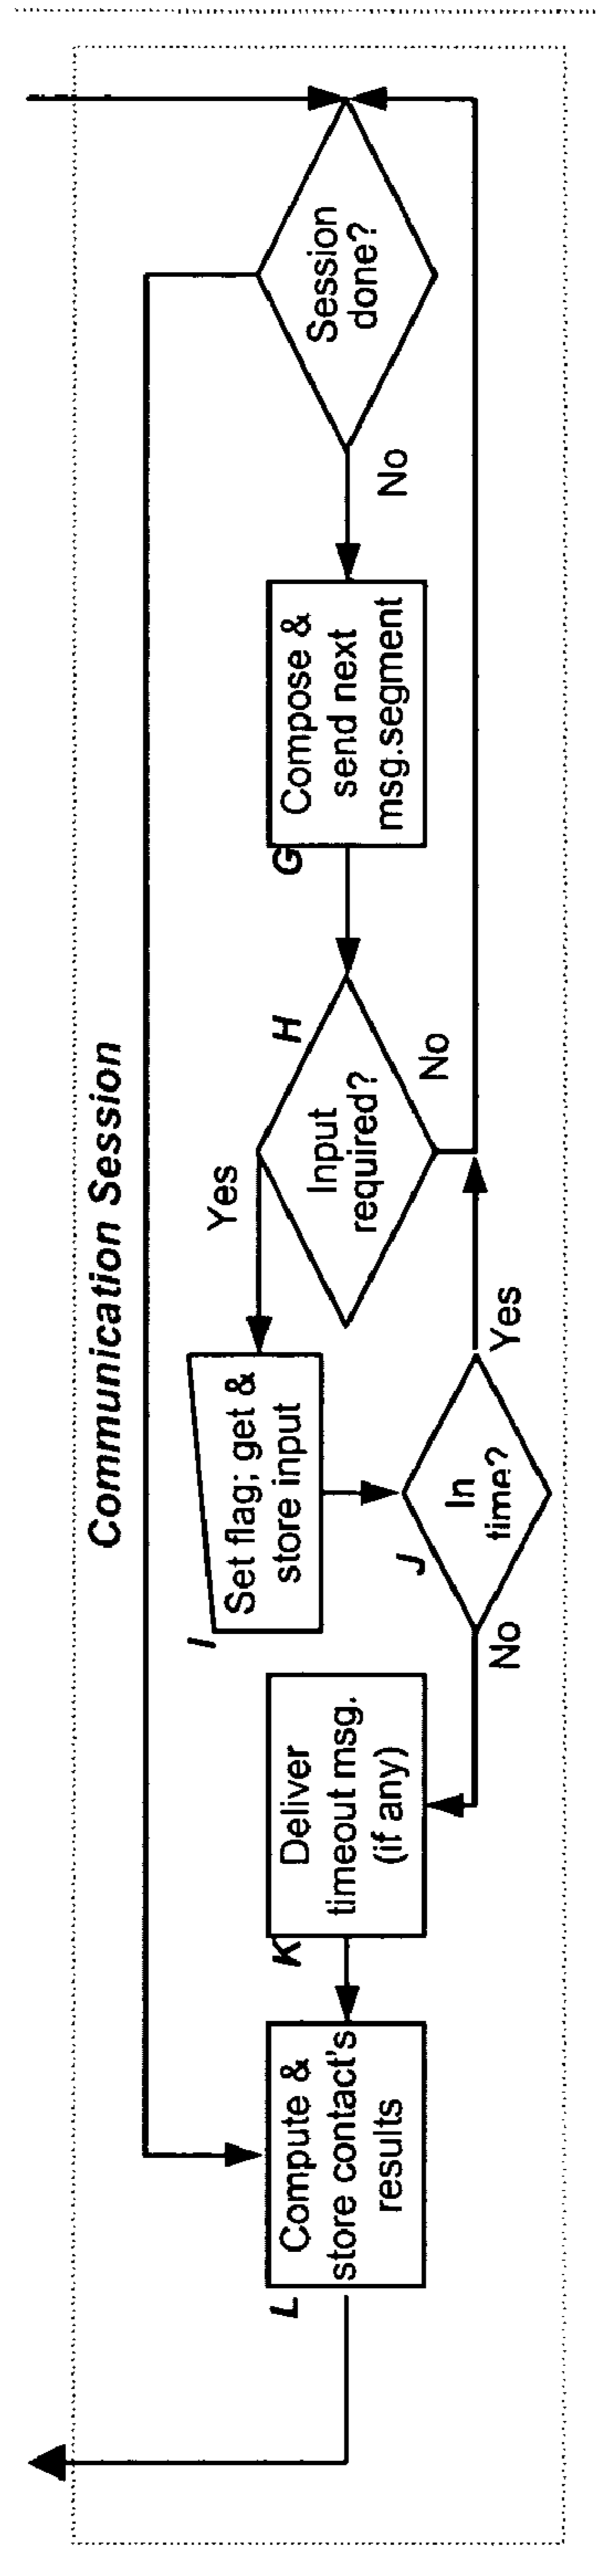 Communication Session
Session
done?
No
G
Compose &
send next
msg.segment
H
Input
required?
No
Yes
I
Set flag; get &
store input
J
In
time?
Yes
No
K
Deliver
timeout msg.
(if any)
L
Compute &
store contact's
results